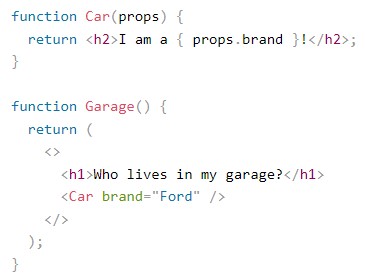 function Car(props) {
  return <h2>I am a { props.brand }!</h2>;
}

function Garage() {
  return (
    <>
      <h1>Who lives in my garage?</h1>
      <Car brand="Ford" />
    </>
  );
}